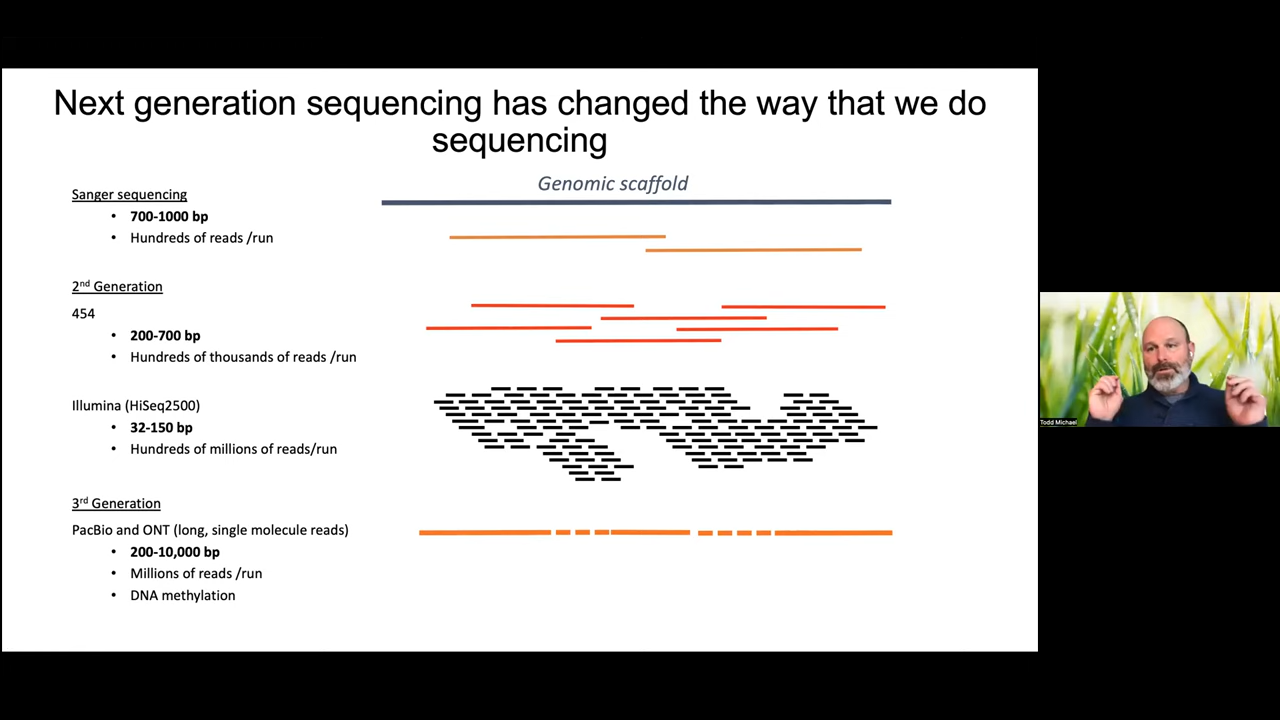 Next generation sequencing has changed the way that we do
sequencing
Genomic scaffold
Sanger sequencing
• 700-1000 bp
• Hundreds of reads /run
2nd Generation
454
• 200-700 bp
• Hundreds of thousands of reads /run
Illumina (HiSeq2500)
• 32-150 bp
• Hundreds of millions of reads/run
3rd Generation
PacBio and ONT (long, single molecule reads)
• 200-10,000 bp
• Millions of reads /run
• DNA methylation
Todd Michael